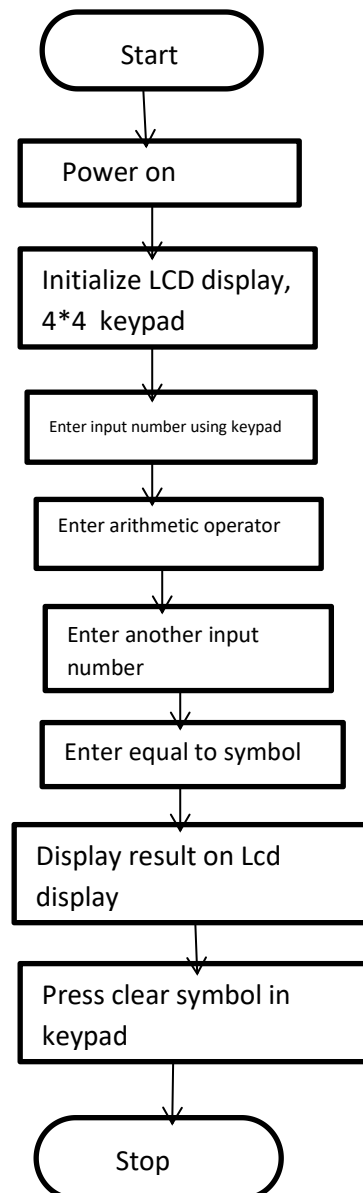 Start
Power on
Initialize LCD display,
4*4 keypad
Enter input number using keypad
Enter arithmetic operator
Enter another input
number
Enter equal to symbol
Display result on Lcd
display
Press clear symbol in
keypad
Stop